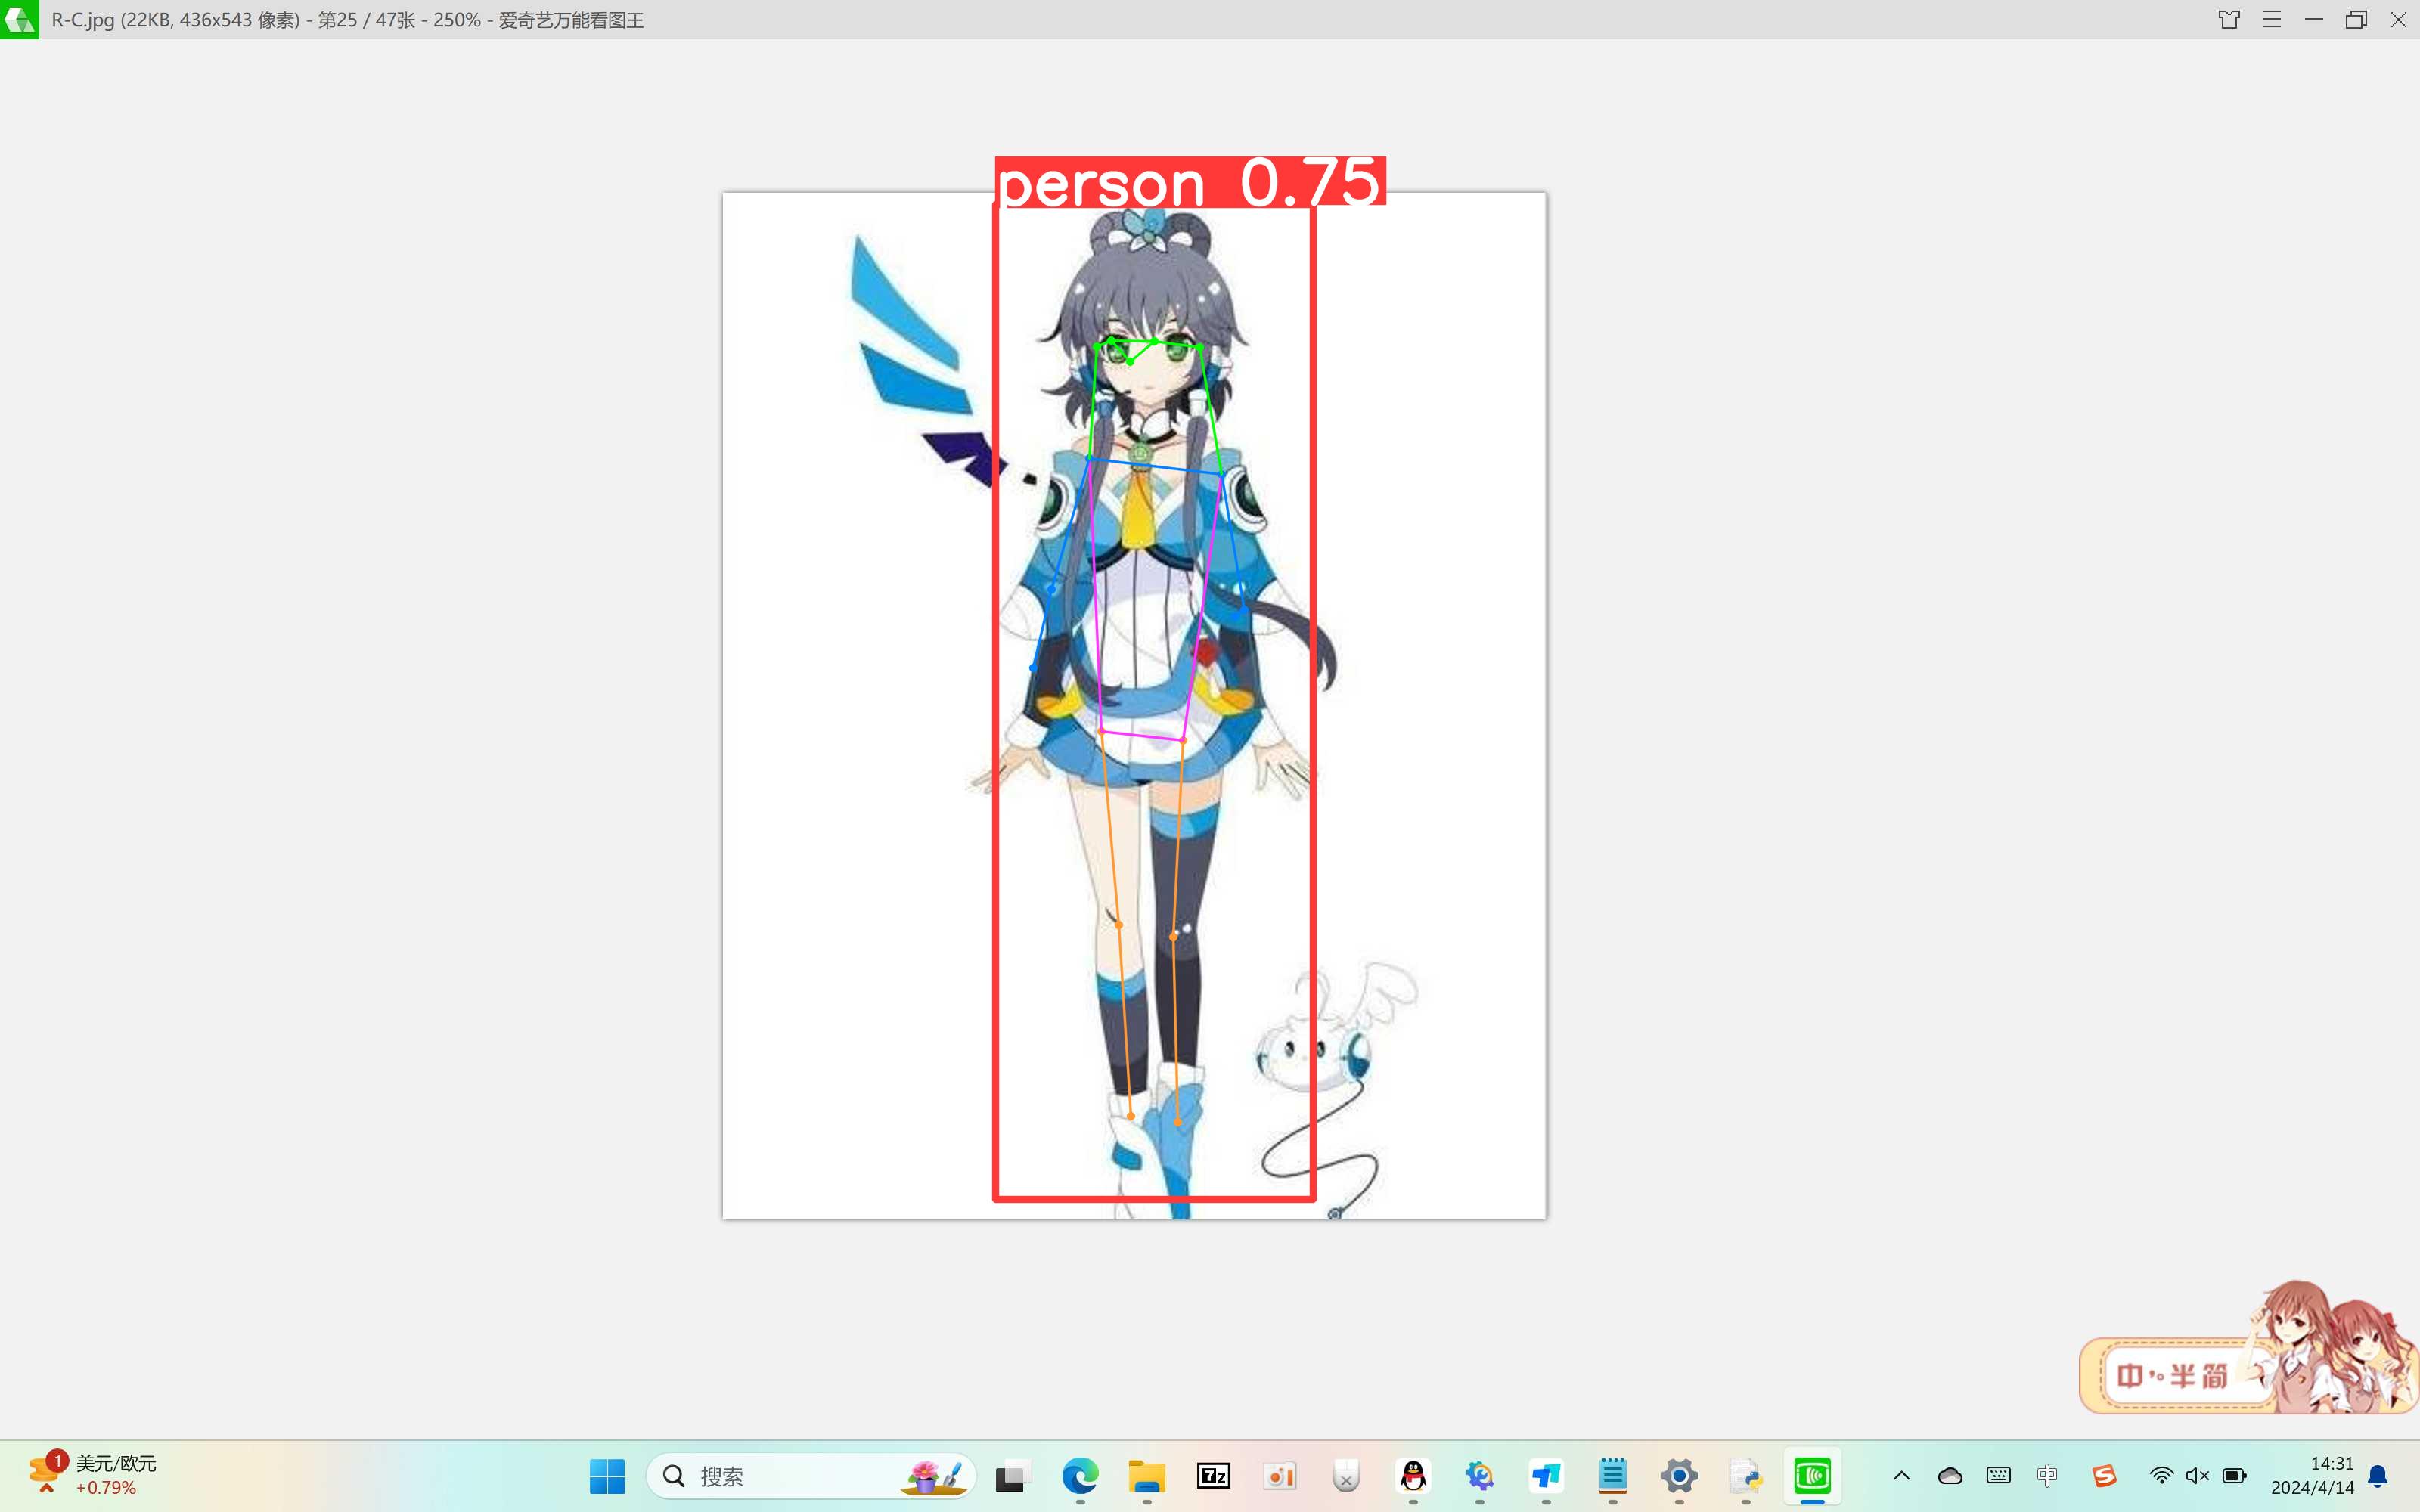 R-C.jpg (22KB, 436x543 像素) - 第25 / 47张 - 250% - 爱奇艺万能看图王
person 0.75
中 半 简
1
美元/欧元
+0.79%
搜索
7z
中
14:31
2024/4/14